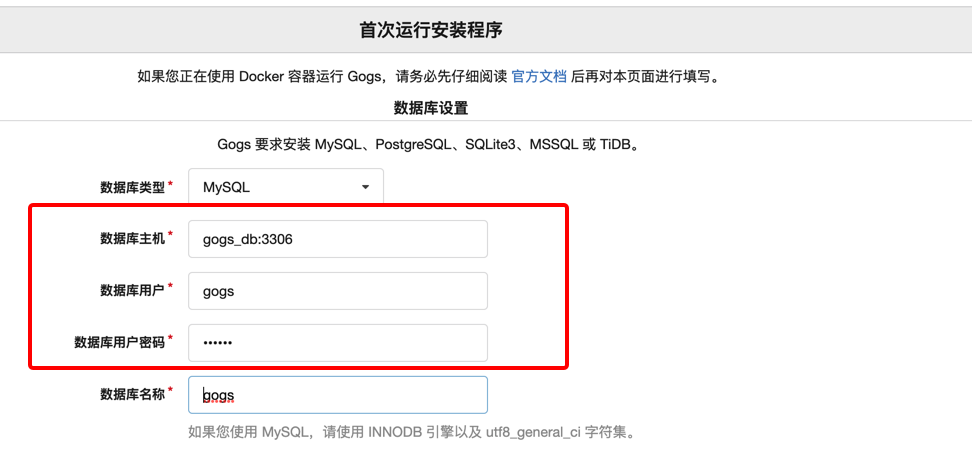 首次运行安装程序
如果您正在使用 Docker 容器运行 Gogs，请务必先仔细阅读 官方文档 后再对本页面进行填写。
数据库设置
Gogs 要求安装 MySQL、PostgreSQL、SQLite3、MSSQL 或 TiDB。
数据库类型* MySQL
数据库主机* gogs_db:3306
数据库用户* gogs
数据库用户密码* ••••••
数据库名称* gogs
如果您使用 MySQL，请使用 INNODB 引擎以及 utf8_general_ci 字符集。